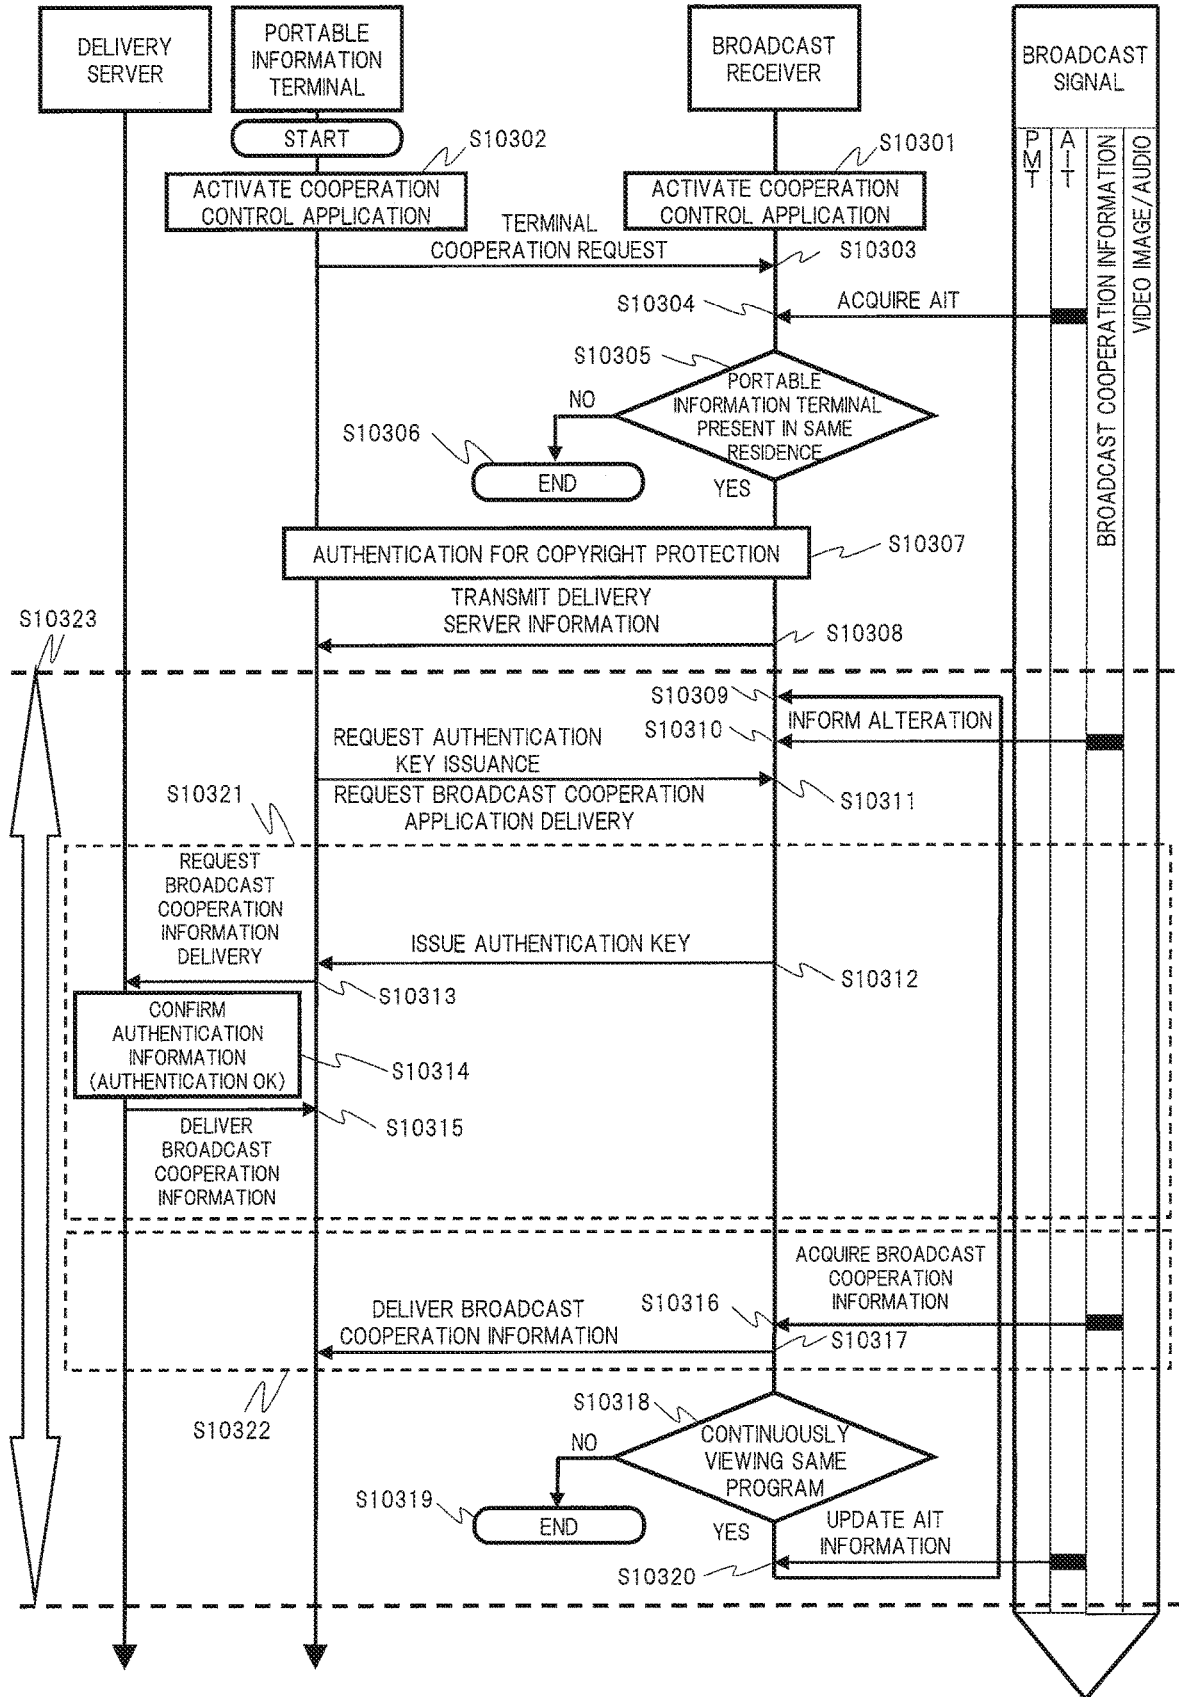 DELIVERY
SERVER
PORTABLE
INFORMATION
TERMINAL
BROADCAST
RECEIVER
BROADCAST
SIGNAL
START
PMT
AIT
BROADCAST COOPERATION INFORMATION
VIDEO IMAGE/AUDIO
S10302
S10301
ACTIVATE COOPERATION
CONTROL APPLICATION
ACTIVATE COOPERATION
CONTROL APPLICATION
TERMINAL
COOPERATION REQUEST
S10303
S10304
ACQUIRE AIT
S10305
PORTABLE
INFORMATION TERMINAL
PRESENT IN SAME
RESIDENCE
NO
S10306
END
YES
AUTHENTICATION FOR COPYRIGHT PROTECTION
S10307
TRANSMIT DELIVERY
SERVER INFORMATION
S10308
S10323
S10309
S10310
INFORM ALTERATION
REQUEST AUTHENTICATION
KEY ISSUANCE
REQUEST BROADCAST COOPERATION
APPLICATION DELIVERY
S10311
S10321
REQUEST
BROADCAST
COOPERATION
INFORMATION
DELIVERY
ISSUE AUTHENTICATION KEY
S10312
S10313
CONFIRM
AUTHENTICATION
INFORMATION
(AUTHENTICATION OK)
S10314
S10315
DELIVER
BROADCAST
COOPERATION
INFORMATION
ACQUIRE BROADCAST
COOPERATION
INFORMATION
S10316
DELIVER BROADCAST
COOPERATION INFORMATION
S10317
S10322
S10318
CONTINUOUSLY
VIEWING SAME
PROGRAM
NO
S10319
END
YES
UPDATE AIT
INFORMATION
S10320